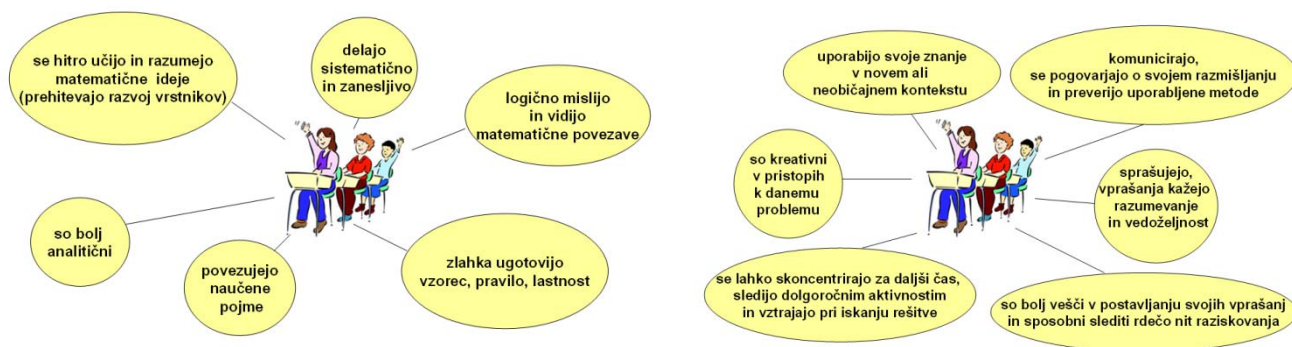 se hitro učijo in razumejo
matematične ideje
(prehitevajo razvoj vrstnikov)
delajo
sistematično
in zanesljivo
logično mislijo
in vidijo
matematične povezave
so bolj
analitični
povezujejo
naučene
pojme
zlahka ugotovijo
vzorec, pravilo, lastnost
uporabijo svoje znanje
v novem ali
neobičajnem kontekstu
komunicirajo,
se pogovarjajo o svojem razmišljanju
in preverijo uporabljene metode
so kreativni
v pristopih
k danemu
problemu
sprašujejo,
vprašanja kažejo
razumevanje
in vedoželjnost
se lahko skoncentrirajo za daljši čas,
sledijo dolgoročnim aktivnostim
in vztrajajo pri iskanju rešitve
so bolj vešči v postavljanju svojih vprašanj
in sposobni slediti rdečo nit raziskovanja